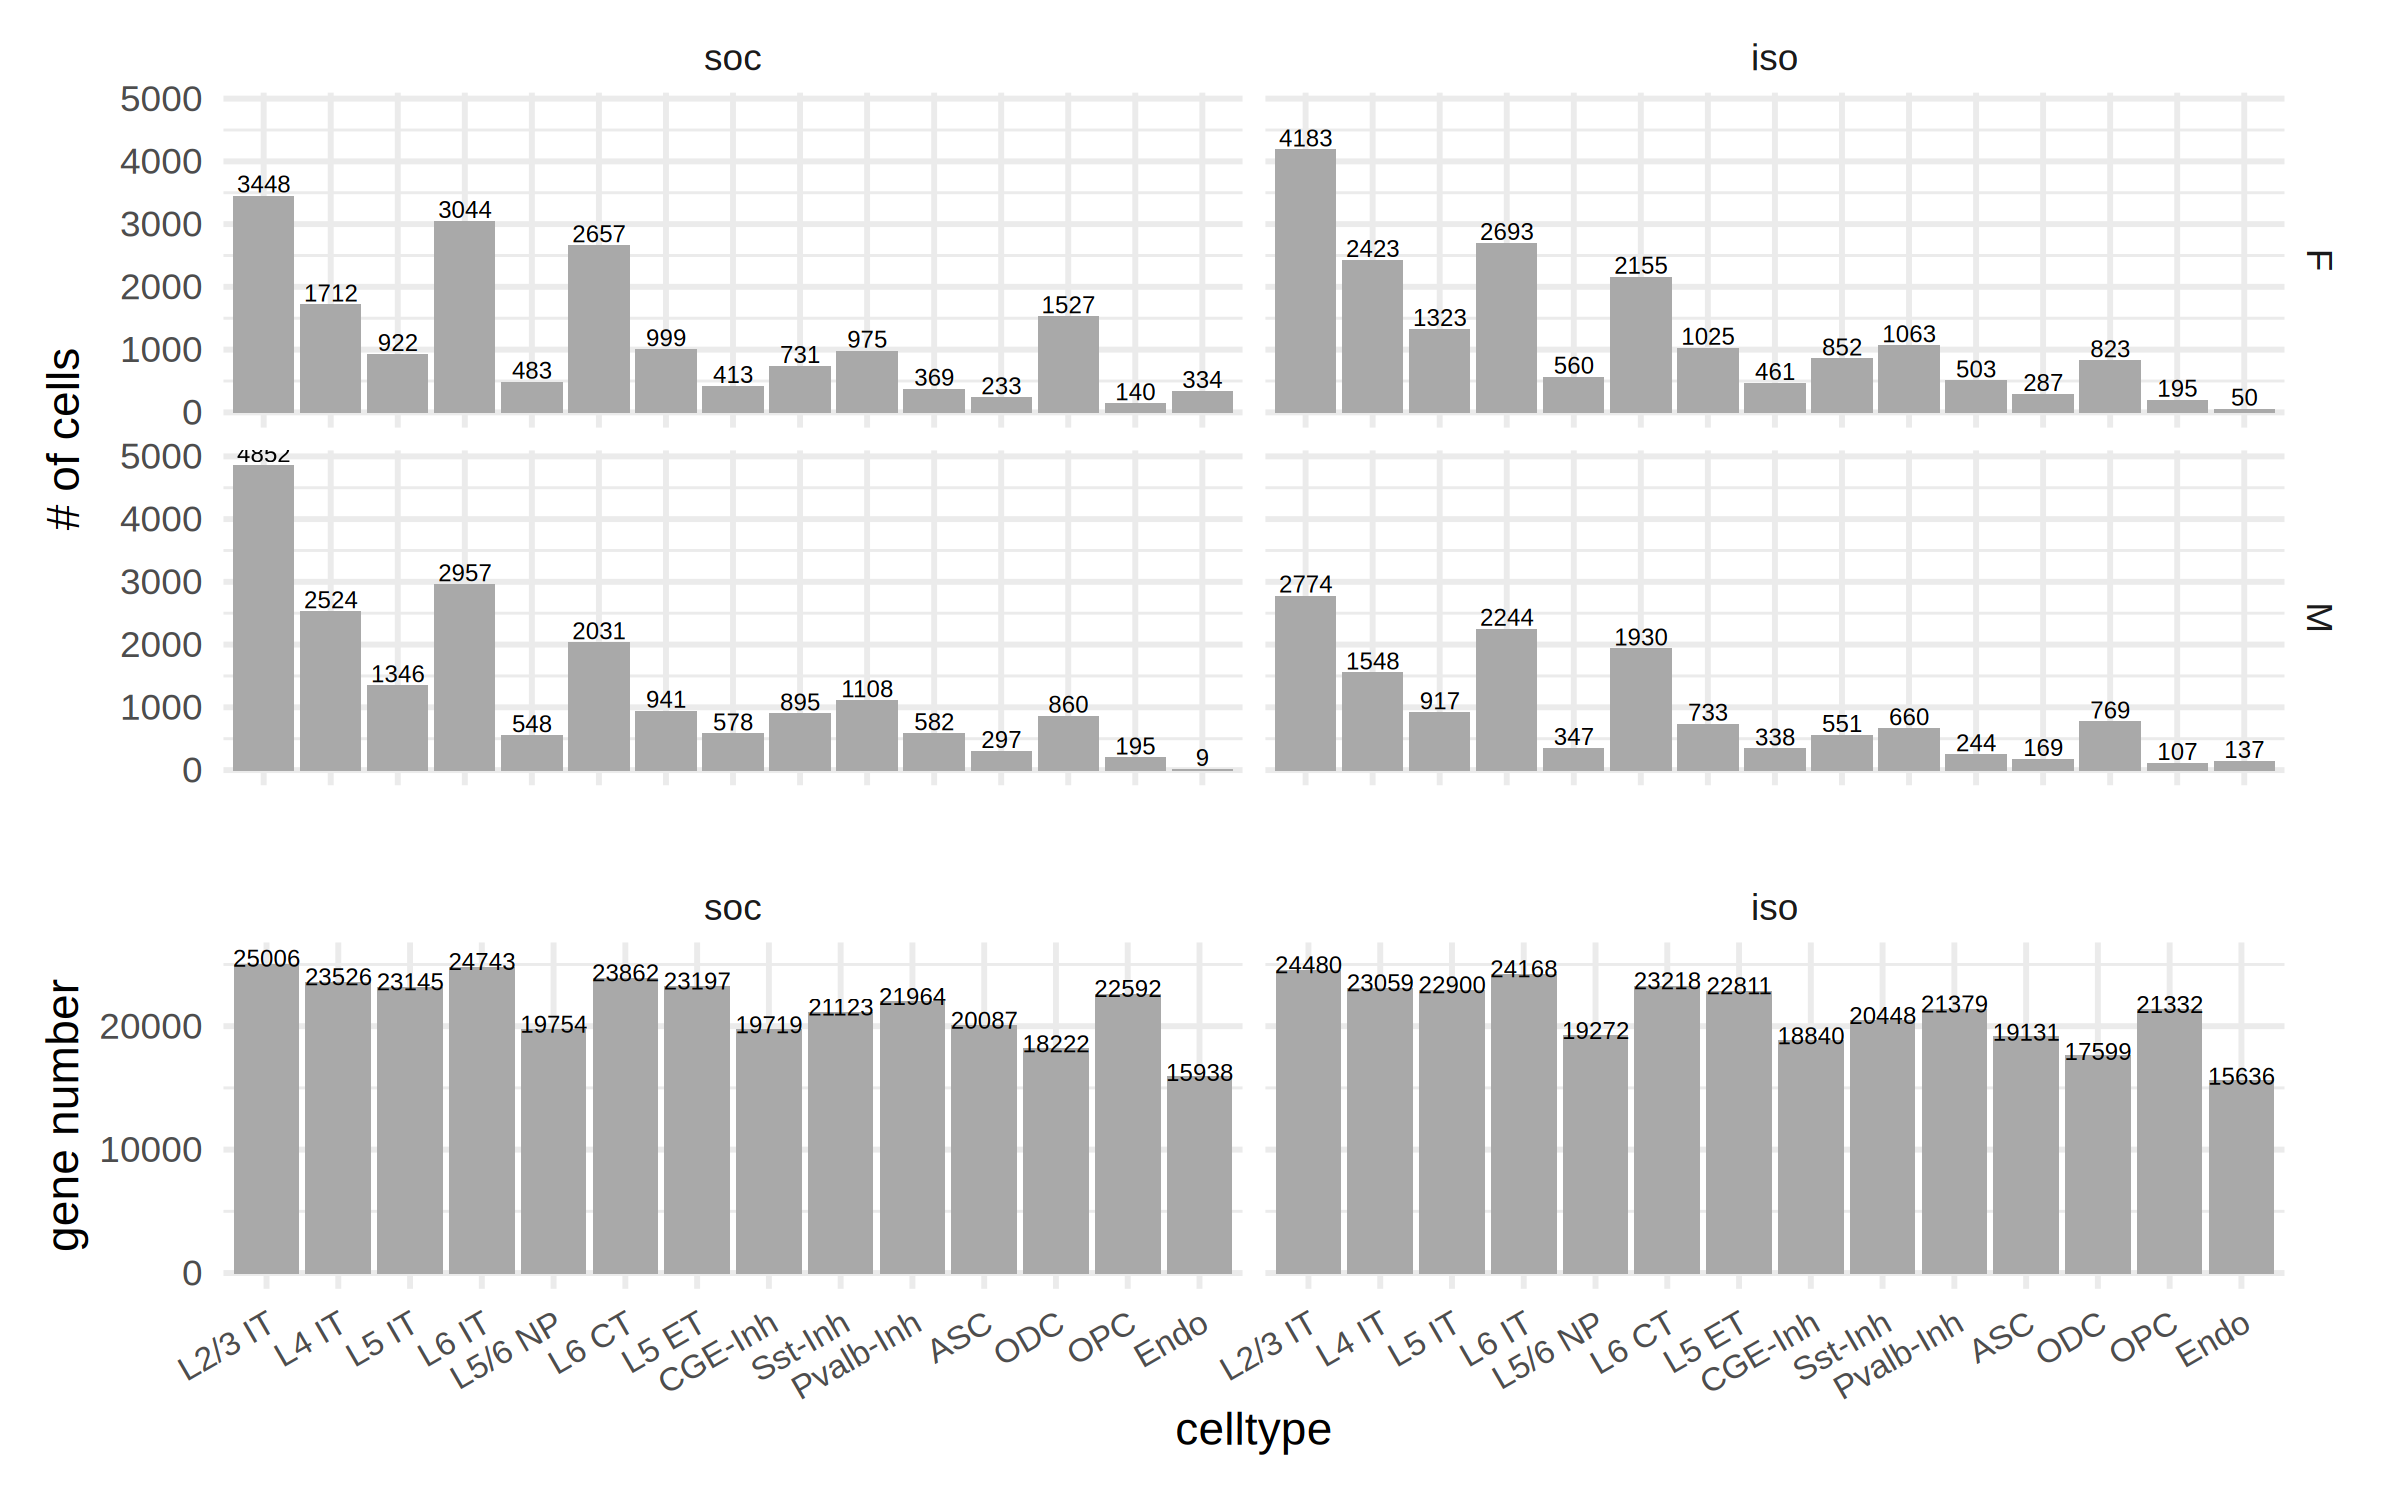 soc
iso
# of cells
5000
4000
3000
2000
1000
0
3448
1712
922
3044
483
2657
999
413
731
975
369
233
1527
140
334
4183
2423
1323
2693
560
2155
1025
461
852
1063
503
287
823
195
50
F
5000
4000
3000
2000
1000
0
4852
2524
1346
2957
548
2031
941
578
895
1108
582
297
860
195
9
2774
1548
917
2244
347
1930
733
338
551
660
244
169
769
107
137
M
soc
iso
gene number
20000
10000
0
25006
23526
23145
24743
19754
23862
23197
19719
21123
21964
20087
18222
22592
15938
24480
23059
22900
24168
19272
23218
22811
18840
20448
21379
19131
17599
21332
15636
L2/3 IT
L4 IT
L5 IT
L6 IT
L5/6 NP
L6 CT
L5 ET
CGE-Inh
Sst-Inh
Pvalb-Inh
ASC
ODC
OPC
Endo
L2/3 IT
L4 IT
L5 IT
L6 IT
L5/6 NP
L6 CT
L5 ET
CGE-Inh
Sst-Inh
Pvalb-Inh
ASC
ODC
OPC
Endo
celltype